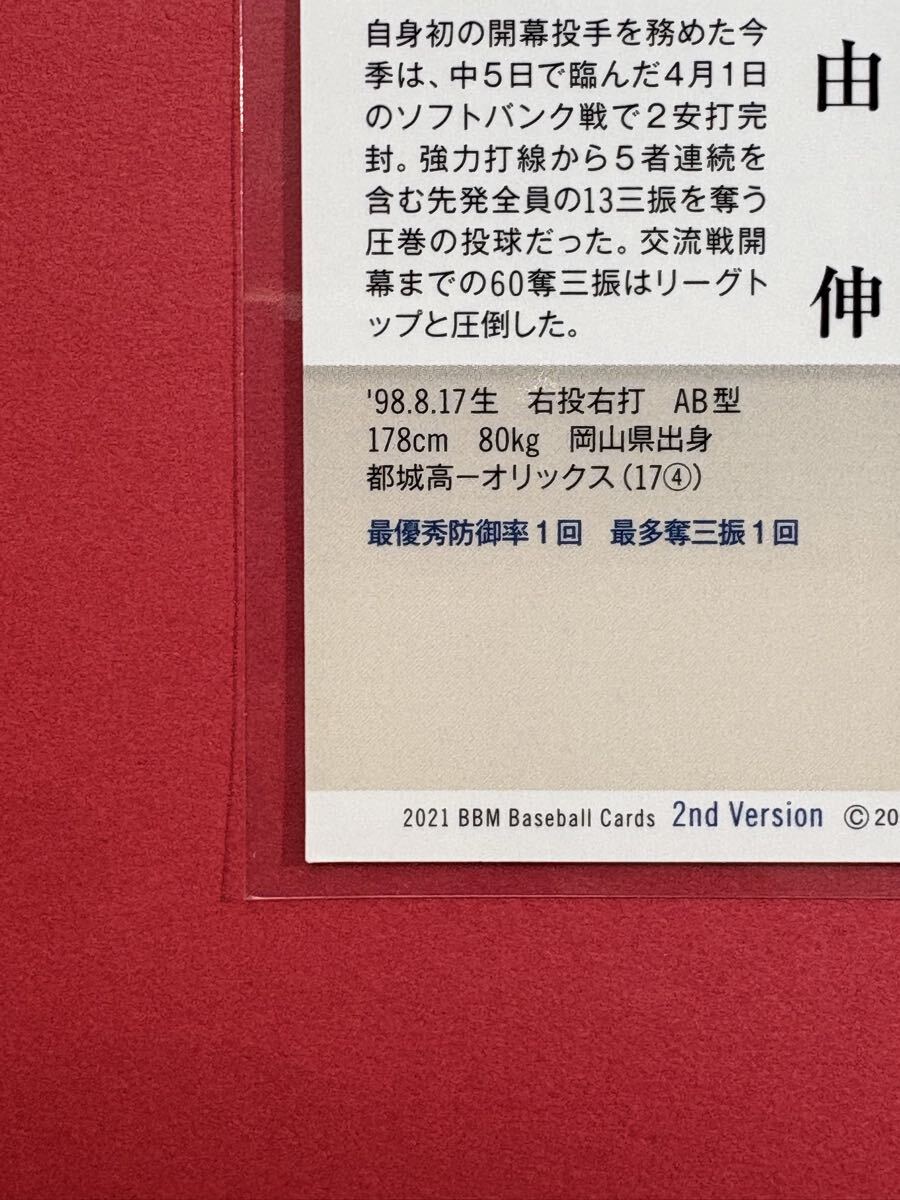 自身初の開幕投手を務めた今
季は、中5日で臨んだ4月1日
のソフトバンク戦で2安打完
封。強力打線から5者連続を
含む先発全員の13三振を奪う
圧巻の投球だった。交流戦開
幕までの60奪三振はリーグト
ップと圧倒した。
由
伸
'98.8.17生　右投右打　AB型
178cm　80kg　岡山県出身
都城高ーオリックス（17④）
最優秀防御率1回　最多奪三振1回
2021 BBM Baseball Cards 2nd Version ©20